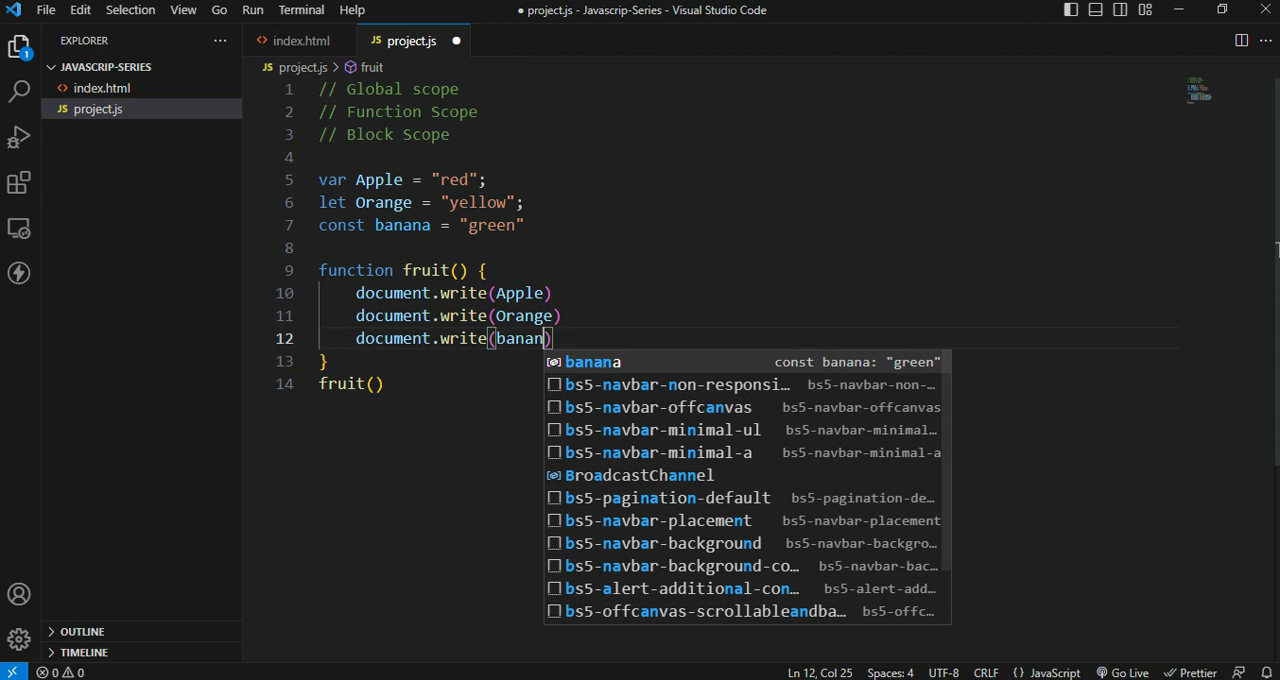 File Edit Selection View Go Run Terminal Help ● project.js - Javascrip-Series - Visual Studio Code
EXPLORER ...
index.html
JS project.js ●
JAVASCRIP-SERIES
index.html
JS project.js
JS project.js > fruit
1 // Global scope
2 // Function Scope
3 // Block Scope
4
5 var Apple = "red";
6 let Orange = "yellow";
7 const banana = "green"
8
9 function fruit() {
10 document.write(Apple)
11 document.write(Orange)
12 document.write(banan)
13 }
14 fruit()
banana const banana: "green"
bs5-navbar-non-responsi... bs5-navbar-non-...
bs5-navbar-offcanvas bs5-navbar-offcanvas
bs5-navbar-minimal-ul bs5-navbar-minimal...
bs5-navbar-minimal-a bs5-navbar-minimal-a
BroadcastChannel
bs5-pagination-default bs5-pagination-de...
bs5-navbar-placement bs5-navbar-placement
bs5-navbar-background bs5-navbar-backgro...
bs5-navbar-background-co... bs5-navbar-bac...
bs5-alert-additional-con... bs5-alert-add...
bs5-offcanvas-scrollableandba... bs5-offc...
OUTLINE
TIMELINE
0 0 Ln 12, Col 25 Spaces: 4 UTF-8 CRLF {} JavaScript Go Live Prettier
1